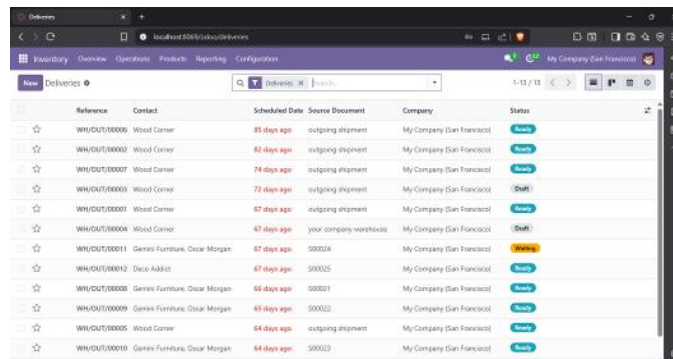 Deliveries
localhost:8069/odoo/deliveries
Inventory Overview Operations Products Reporting Configuration My Company (San Francisco)
New Deliveries Deliveries Search... 1-13 / 13
Reference Contact Scheduled Date Source Document Company Status
WH/OUT/00006 Wood Corner 85 days ago outgoing shipment My Company (San Francisco) Ready
WH/OUT/00002 Wood Corner 82 days ago outgoing shipment My Company (San Francisco) Ready
WH/OUT/00007 Wood Corner 74 days ago outgoing shipment My Company (San Francisco) Ready
WH/OUT/00003 Wood Corner 72 days ago outgoing shipment My Company (San Francisco) Draft
WH/OUT/00001 Wood Corner 67 days ago outgoing shipment My Company (San Francisco) Ready
WH/OUT/00004 Wood Corner 67 days ago your company warehouse My Company (San Francisco) Draft
WH/OUT/00011 Gemini Furniture, Oscar Morgan 67 days ago S00024 My Company (San Francisco) Waiting
WH/OUT/00012 Deco Addict 67 days ago S00025 My Company (San Francisco) Ready
WH/OUT/00008 Gemini Furniture, Oscar Morgan 66 days ago S00021 My Company (San Francisco) Ready
WH/OUT/00009 Gemini Furniture, Oscar Morgan 65 days ago S00022 My Company (San Francisco) Ready
WH/OUT/00005 Wood Corner 64 days ago outgoing shipment My Company (San Francisco) Ready
WH/OUT/00010 Gemini Furniture, Oscar Morgan 64 days ago S00023 My Company (San Francisco) Ready